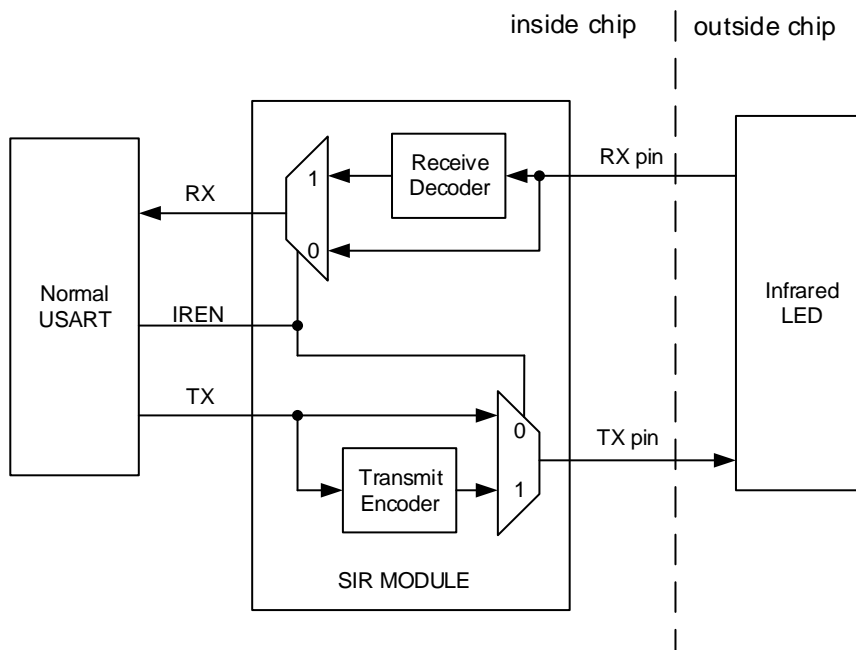 inside chip
outside chip
Receive
Decoder
1
0
RX pin
RX
Normal
USART
IREN
Infrared
LED
TX
0
1
TX pin
Transmit
Encoder
SIR MODULE